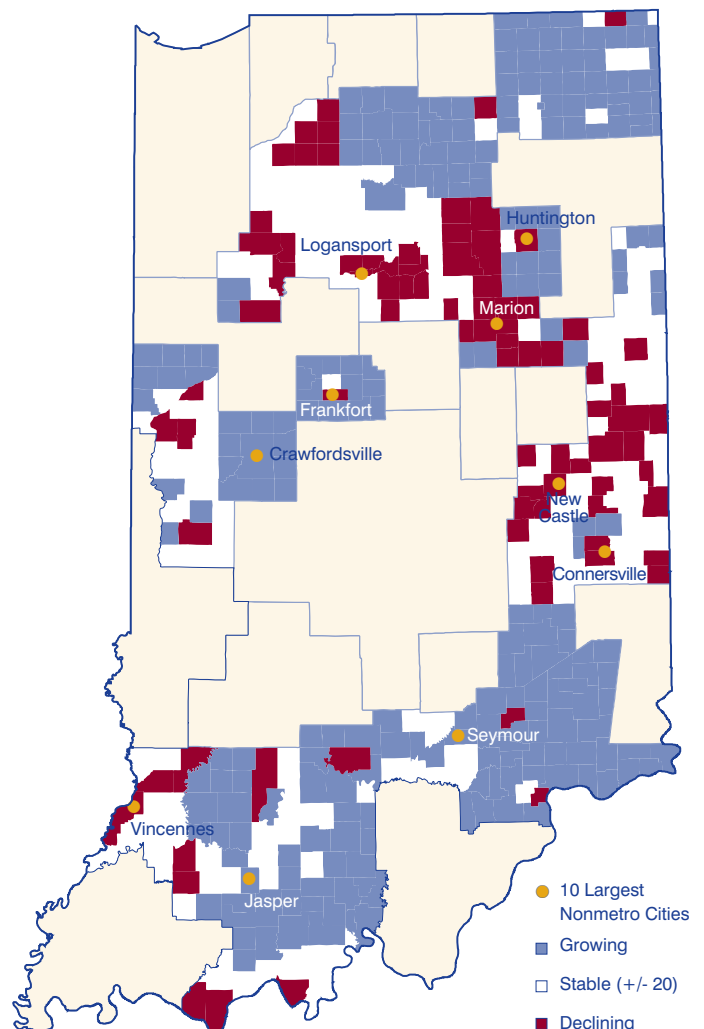 Huntington
Logansport
Marion
Frankfort
Crawfordsville
New
Castle
Connersville
Seymour
Vincennes
Jasper
10 Largest
Nonmetro Cities
Growing
Stable (+/- 20)
Declining